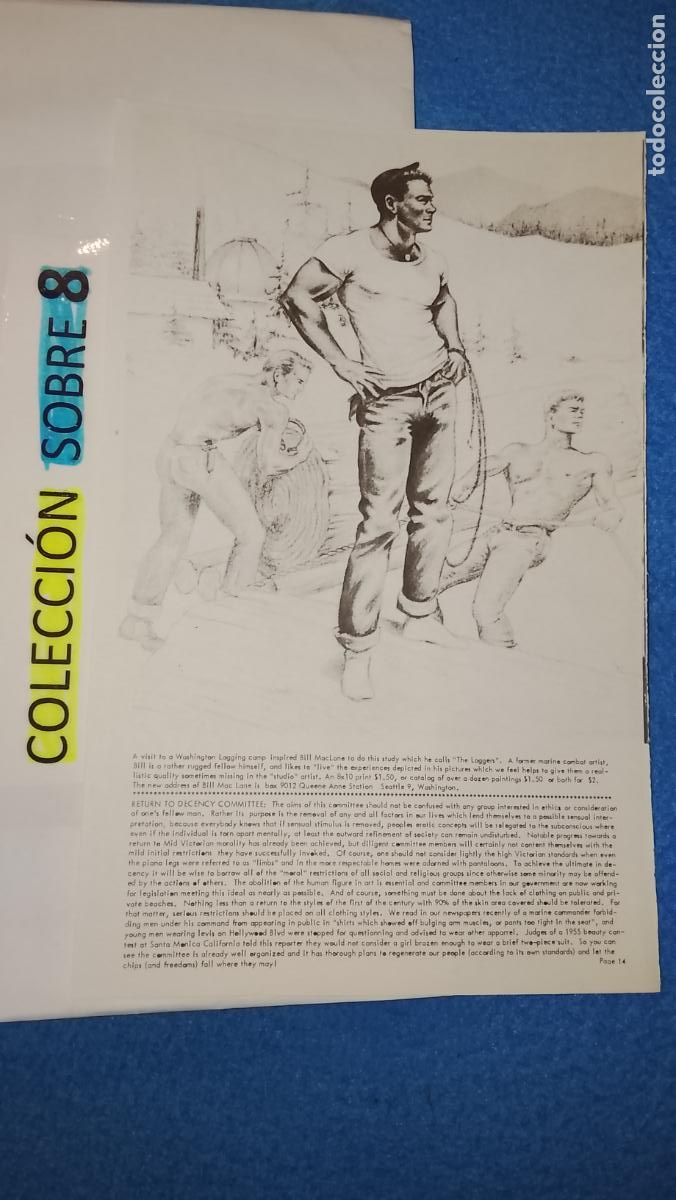 todocoleccion
COLECCIÓN SOBRE 8
A visit to a Washington Logging camp inspired Bill MacLane to do this study which he calls "The Loggers". A former marine combat artist,
Bill is a rather rugged fellow himself, and likes to "live" the experiences depicted in his pictures which we feel helps to give them a real-
istic quality sometimes missing in the "studio" artist. An 8x10 print $1.50, or catalog of over a dozen paintings $1.50 or both for $2.
The new address of Bill Mac Lane is box 9012 Queene Anne Station Seattle 9, Washington.
RETURN TO DECENCY COMMITTEE: The aims of this committee should not be confused with any group interested in ethics or consideration
of one's fellow man. Rather its purpose is the removal of any and all factors in our lives which lend themselves to a possible sensual inter-
pretation, because everybody knows that if sensual stimulus is removed, peoples erotic concepts will be relegated to the subconscious where
even if the individual is torn apart mentally, at least the outward refinement of society can remain undisturbed. Notable progress towards a
return to Mid Victorian morality has already been achieved, but diligent committee members will certainly not content themselves with the
mild initial restrictions they have successfully invoked. Of course, one should not consider lightly the high Victorian standards when even
the piano legs were referred to as "limbs" and in the more respectable homes were adorned with pantaloons. To achieve the ultimate in de-
cency it will be wise to borrow all of the "moral" restrictions of all social and religious groups since otherwise some minority may be offend-
ed by the actions of others. The abolition of the human figure in art is essential and committee members in our government are now working
for legislation meeting this ideal as nearly as possible. And of course, something must be done about the lack of clothing on public and pri-
vate beaches. Nothing less than a return to the styles of the first of the century with 90% of the skin area covered should be tolerated. For
that matter, serious restrictions should be placed on all clothing styles. We read in our newspapers recently of a marine commander forbid-
ding men under his command from appearing in public in "shirts which showed off bulging arm muscles, or pants too tight in the seat", and
young men wearing levis on Hollywood Blvd were stopped for questionning and advised to wear other apparel. Judges of a 1955 beauty con-
test at Santa Monica California told this reporter they would not consider a girl brazen enough to wear a brief two-piece suit. So you can
see the committee is already well organized and it has thorough plans to regenerate our people (according to its own standards) and let the
chips (and freedoms) fall where they may!
Page 14